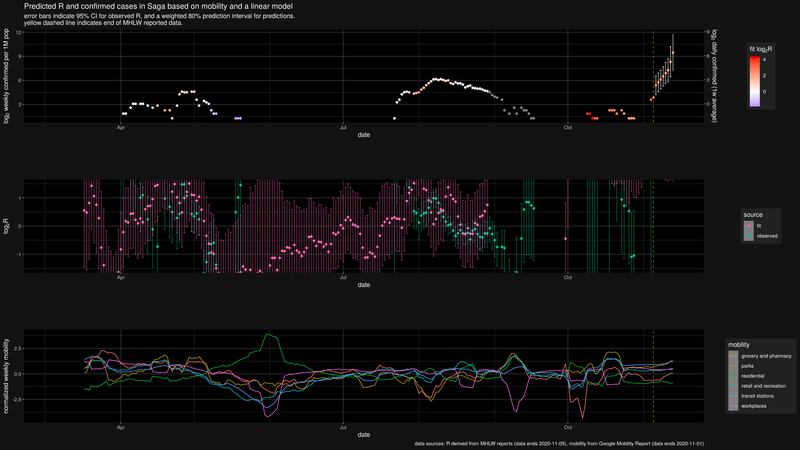 Predicted R and confirmed cases in Saga based on mobility and a linear model
error bars indicate 95% CI for observed R, and a weighted 80% prediction interval for predictions.
yellow dashed line indicates end of MHLW reported data.
log₂ weekly confirmed per 1M pop
12
9
6
3
9
6
3
0
log₂ daily confirmed (1w average)
Apr
Jul
Oct
date
fit log₂R
4
2
0
log₂R
1
0
-1
Apr
Jul
Oct
date
source
fit
observed
normalised weekly mobility
2.5
0.0
-2.5
Apr
Jul
Oct
date
mobility
grocery and pharmacy
parks
residential
retail and recreation
transit stations
workplaces
data sources: R derived from MHLW reports (data ends 2020-11-05), mobility from Google Mobility Report (data ends 2020-11-01)